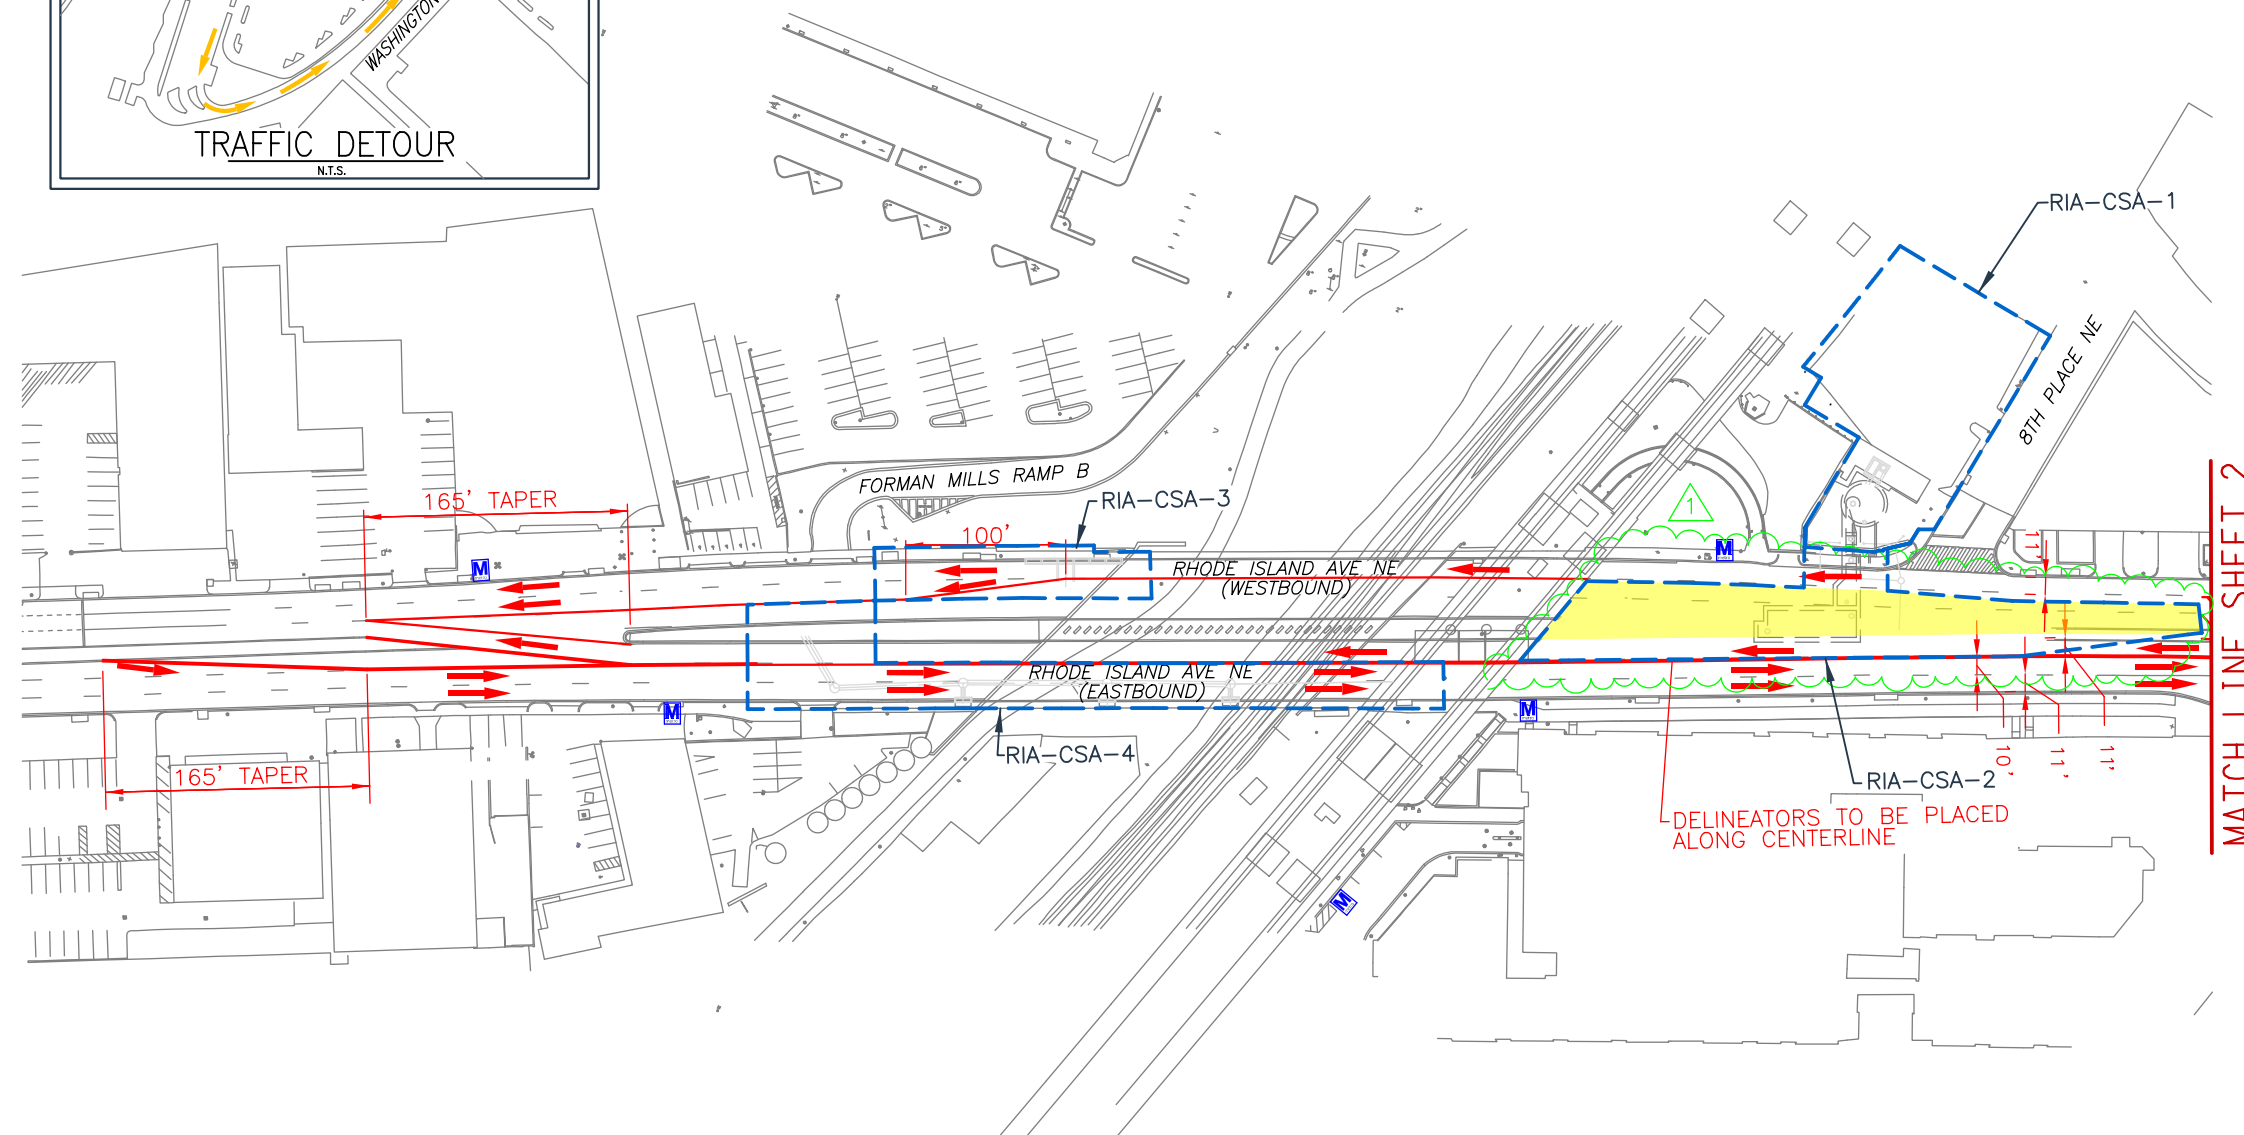 WASHINGTON
TRAFFIC DETOUR
N.T.S.
RIA-CSA-1
8TH PLACE NE
165' TAPER
FORMAN MILLS RAMP B
RIA-CSA-3
100'
1
11'
RHODE ISLAND AVE NE
(WESTBOUND)
M
M
RHODE ISLAND AVE NE
(EASTBOUND)
M
M
RIA-CSA-4
165' TAPER
10'
11'
11'
RIA-CSA-2
DELINEATORS TO BE PLACED
ALONG CENTERLINE
M
MATCH LINE SHEET 2